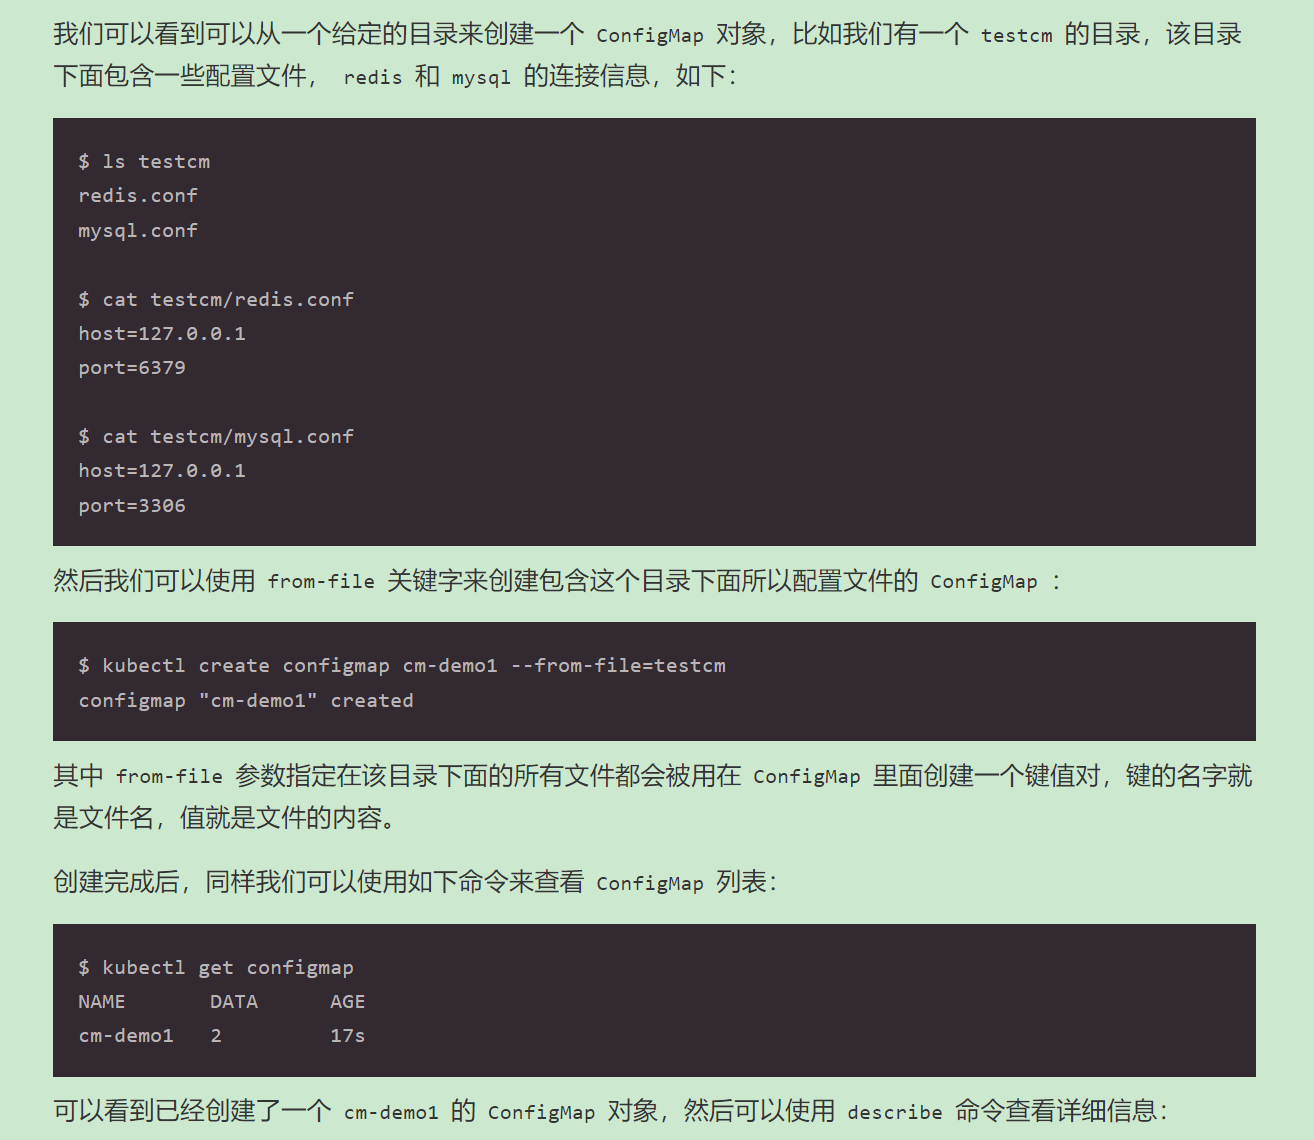 我们可以看到可以从一个给定的目录来创建一个 ConfigMap 对象，比如我们有一个 testcm 的目录，该目录
下面包含一些配置文件， redis 和 mysql 的连接信息，如下：
$ ls testcm
redis.conf
mysql.conf
$ cat testcm/redis.conf
host=127.0.0.1
port=6379
$ cat testcm/mysql.conf
host=127.0.0.1
port=3306
然后我们可以使用 from-file 关键字来创建包含这个目录下面所以配置文件的 ConfigMap ：
$ kubectl create configmap cm-demo1 --from-file=testcm
configmap "cm-demo1" created
其中 from-file 参数指定在该目录下面的所有文件都会被用在 ConfigMap 里面创建一个键值对，键的名字就
是文件名，值就是文件的内容。
创建完成后，同样我们可以使用如下命令来查看 ConfigMap 列表：
$ kubectl get configmap
NAME       DATA      AGE
cm-demo1   2         17s
可以看到已经创建了一个 cm-demo1 的 ConfigMap 对象，然后可以使用 describe 命令查看详细信息：